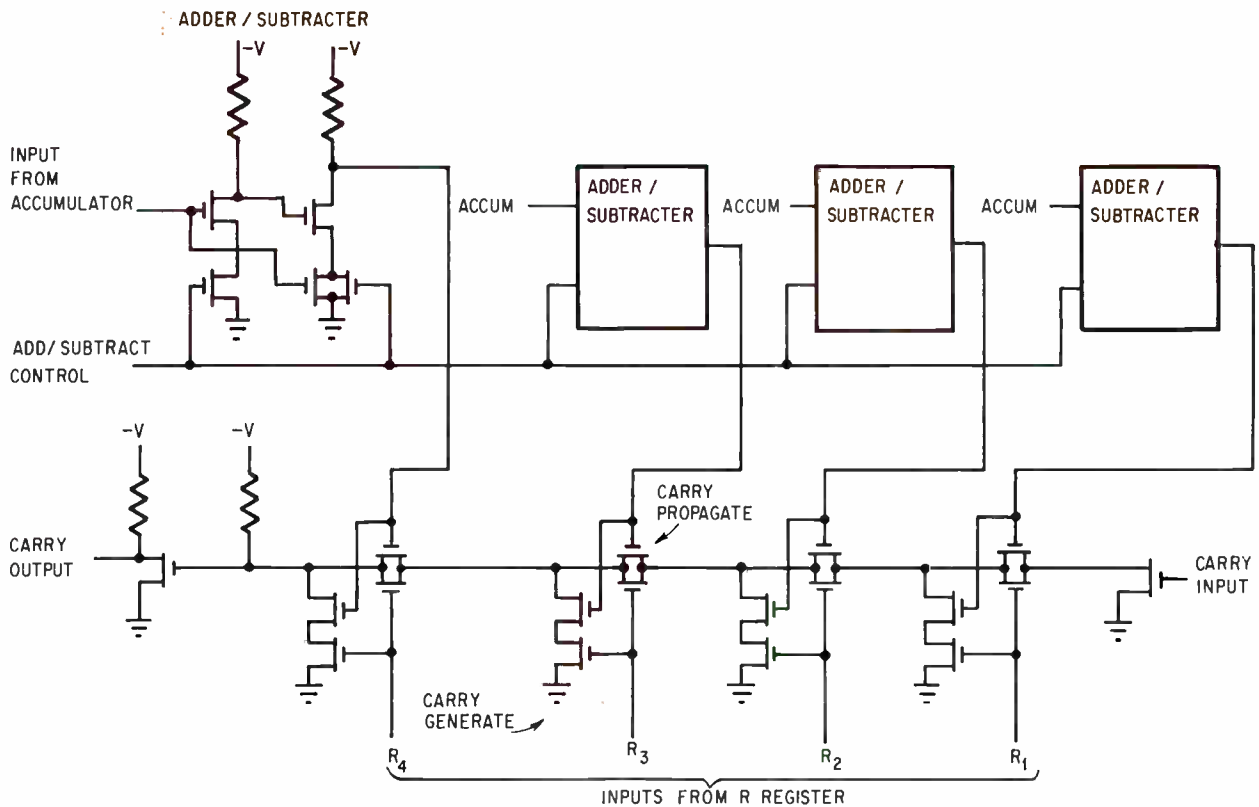 ADDER / SUBTRACTER
-V
-V
INPUT
FROM
ACCUMULATOR
ADDER /
SUBTRACTER
ACCUM
ADDER /
SUBTRACTER
ACCUM
ADDER /
SUBTRACTER
ACCUM
ADD/SUBTRACT
CONTROL
-V
-V
CARRY
PROPAGATE
CARRY
OUTPUT
CARRY
INPUT
CARRY
GENERATE
R4
R3
R2
R1
INPUTS FROM R REGISTER